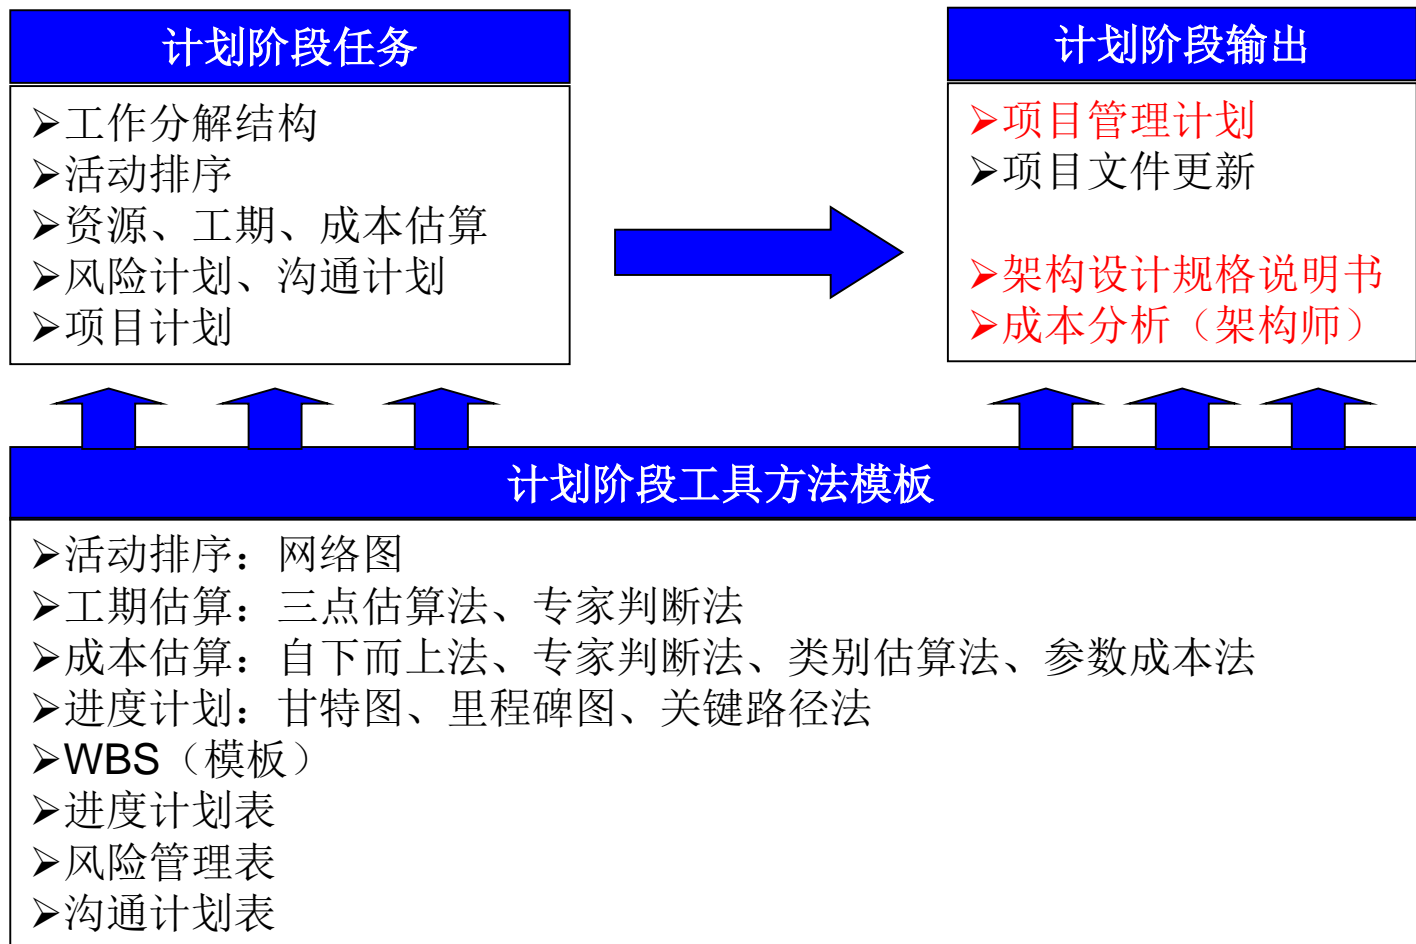 计划阶段任务
➢工作分解结构
➢活动排序
➢资源、工期、成本估算
➢风险计划、沟通计划
➢项目计划
计划阶段输出
➢项目管理计划
➢项目文件更新
➢架构设计规格说明书
➢成本分析（架构师）
计划阶段工具方法模板
➢活动排序：网络图
➢工期估算：三点估算法、专家判断法
➢成本估算：自下而上法、专家判断法、类别估算法、参数成本法
➢进度计划：甘特图、里程碑图、关键路径法
➢WBS（模板）
➢进度计划表
➢风险管理表
➢沟通计划表